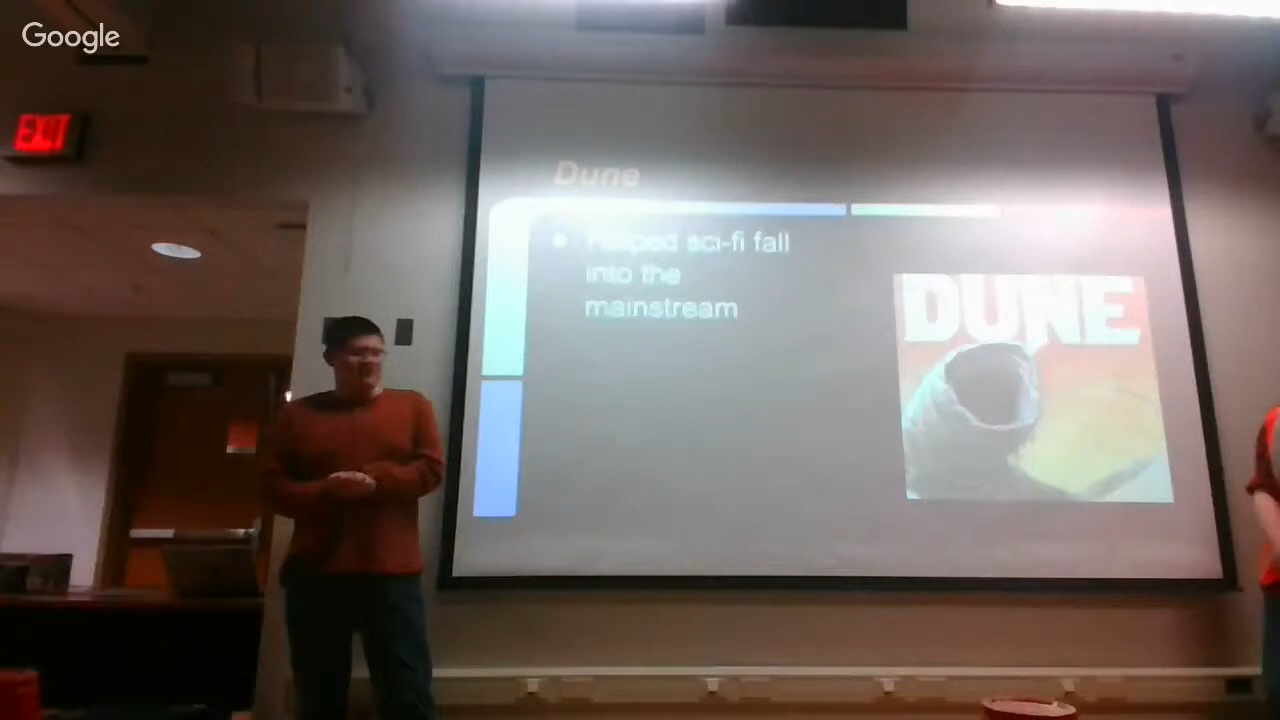 Google
EXIT
Dune
Helped sci-fi fall
into the
mainstream
DUNE